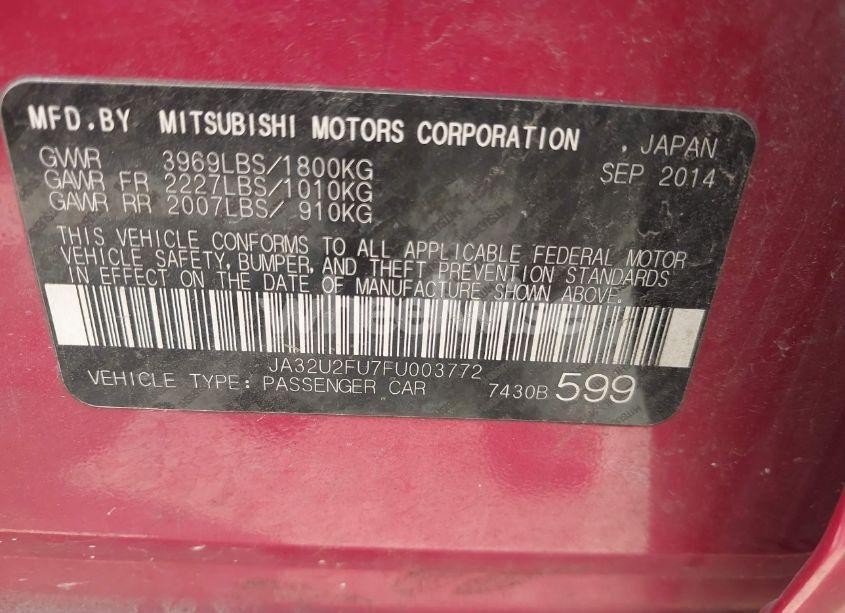 MFD.BY MITSUBISHI MOTORS CORPORATION , JAPAN
GVWR 3969LBS/1800KG SEP 2014
GAWR FR 2227LBS/1010KG
GAWR RR 2007LBS/ 910KG
THIS VEHICLE CONFORMS TO ALL APPLICABLE FEDERAL MOTOR
VEHICLE SAFETY, BUMPER, AND THEFT PREVENTION STANDARDS
IN EFFECT ON THE DATE OF MANUFACTURE SHOWN ABOVE.
JA32U2FU7FU003772
VEHICLE TYPE: PASSENGER CAR 7430B 599